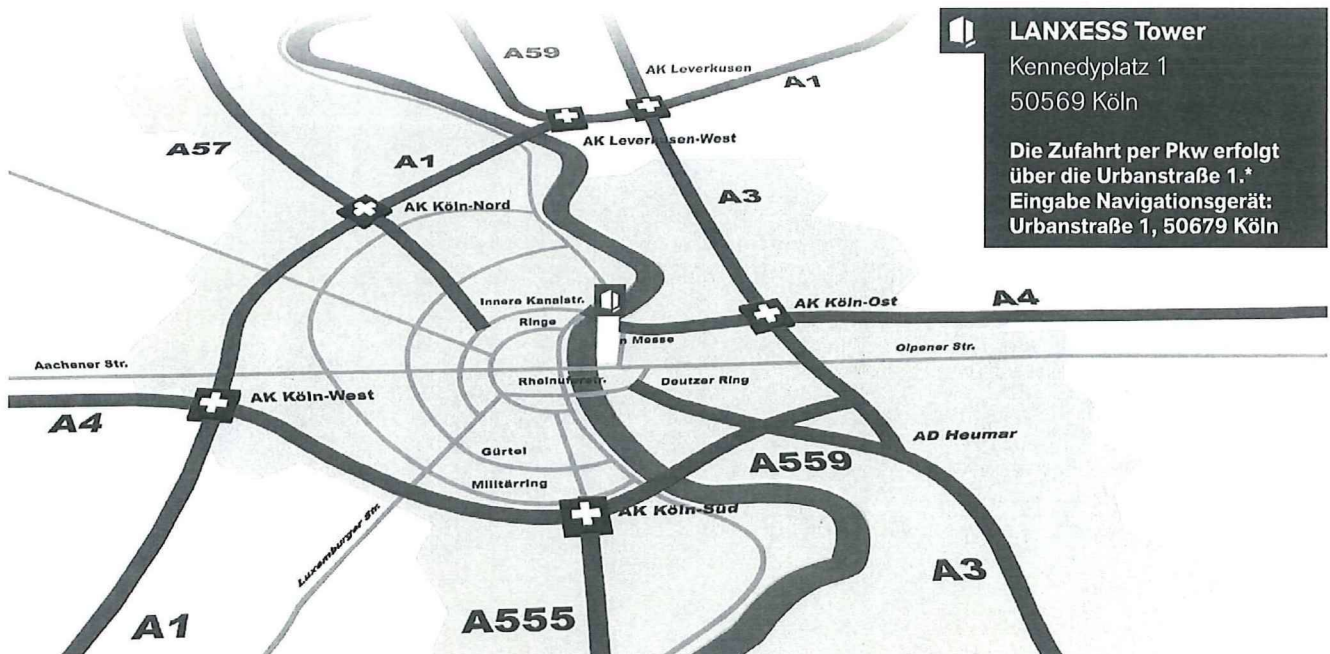 LANXESS Tower
Kennedyplatz 1
50569 Köln
Die Zufahrt per Pkw erfolgt
über die Urbanstraße 1.*
Eingabe Navigationsgerät:
Urbanstraße 1, 50679 Köln
A59
AK Leverkusen
A1
AK Leverkusen-West
A57
A1
A3
AK Köln-Nord
Innere Kanalstr.
AK Köln-Ost
A4
Ringe
n Messe
Olpener Str.
Aachener Str.
Rheinuferstr.
Deutzer Ring
AK Köln-West
A4
AD Heumar
Gürtel
A559
Militärring
AK Köln-Süd
Luxemburger Str.
A3
A555
A1